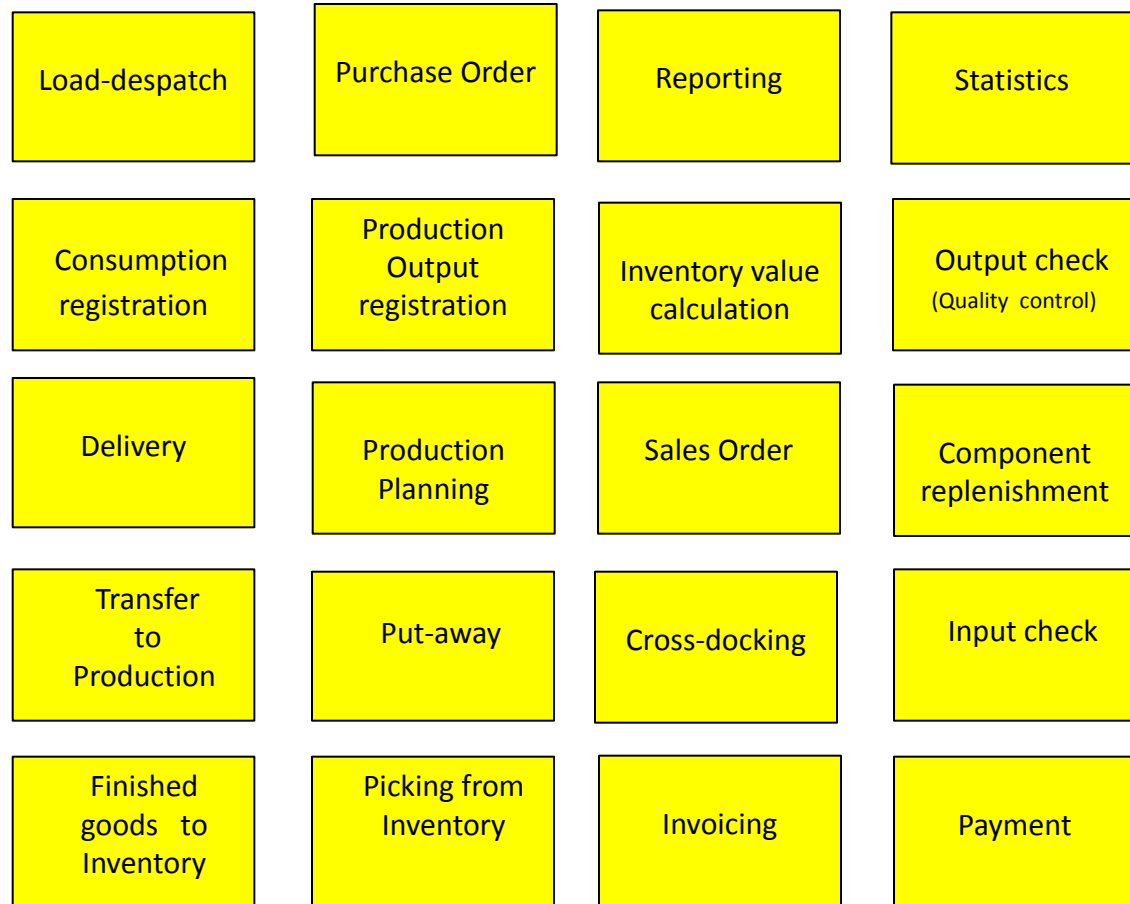 Load-despatch
Purchase Order
Reporting
Statistics
Consumption
registration
Production
Output
registration
Inventory value
calculation
Output check
(Quality control)
Delivery
Production
Planning
Sales Order
Component
replenishment
Transfer
to
Production
Put-away
Cross-docking
Input check
Finished
goods to
Inventory
Picking from
Inventory
Invoicing
Payment